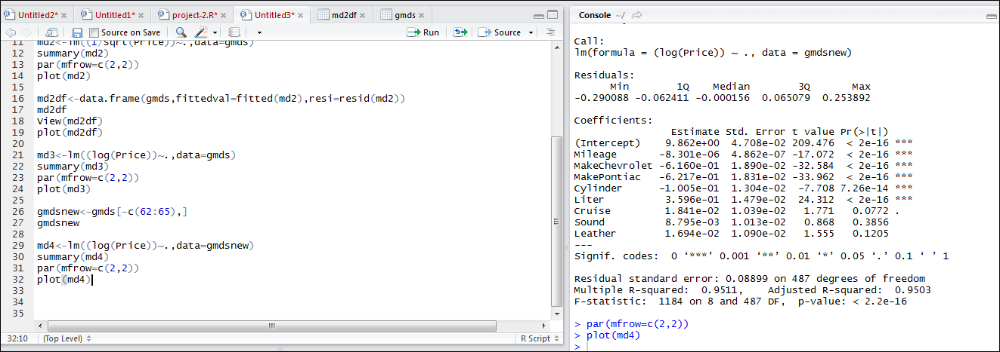 Untitled2* Untitled1* project-2.R* Untitled3* md2df gmds
Source on Save Run Source
11 md2<-lm((1/sqrt(Price))~.,data=gmds)
12 summary(md2)
13 par(mfrow=c(2,2))
14 plot(md2)
15
16 md2df<-data.frame(gmds,fittedval=fitted(md2),resi=resid(md2))
17 md2df
18 View(md2df)
19 plot(md2df)
20
21 md3<-lm((log(Price))~.,data=gmds)
22 summary(md3)
23 par(mfrow=c(2,2))
24 plot(md3)
25
26 gmdsnew<-gmds[-c(62:65),]
27 gmdsnew
28
29 md4<-lm((log(Price))~.,data=gmdsnew)
30 summary(md4)
31 par(mfrow=c(2,2))
32 plot(md4)
33
34
35
32:10 (Top Level) R Script
Console ~/
Call:
lm(formula = (log(Price)) ~ ., data = gmdsnew)
Residuals:
Min 1Q Median 3Q Max
-0.290088 -0.062411 -0.000156 0.065079 0.253892
Coefficients:
Estimate Std. Error t value Pr(>|t|)
(Intercept) 9.862e+00 4.708e-02 209.476 < 2e-16 ***
Mileage -8.301e-06 4.862e-07 -17.072 < 2e-16 ***
MakeChevrolet -6.160e-01 1.890e-02 -32.584 < 2e-16 ***
MakePontiac -6.217e-01 1.831e-02 -33.962 < 2e-16 ***
Cylinder -1.005e-01 1.304e-02 -7.708 7.26e-14 ***
Liter 3.596e-01 1.479e-02 24.312 < 2e-16 ***
Cruise 1.841e-02 1.039e-02 1.771 0.0772 .
Sound 8.795e-03 1.013e-02 0.868 0.3856
Leather 1.694e-02 1.090e-02 1.555 0.1205
---
Signif. codes: 0 ‘***’ 0.001 ‘**’ 0.01 ‘*’ 0.05 ‘.’ 0.1 ‘ ’ 1
Residual standard error: 0.08899 on 487 degrees of freedom
Multiple R-squared: 0.9511, Adjusted R-squared: 0.9503
F-statistic: 1184 on 8 and 487 DF, p-value: < 2.2e-16
> par(mfrow=c(2,2))
> plot(md4)
>